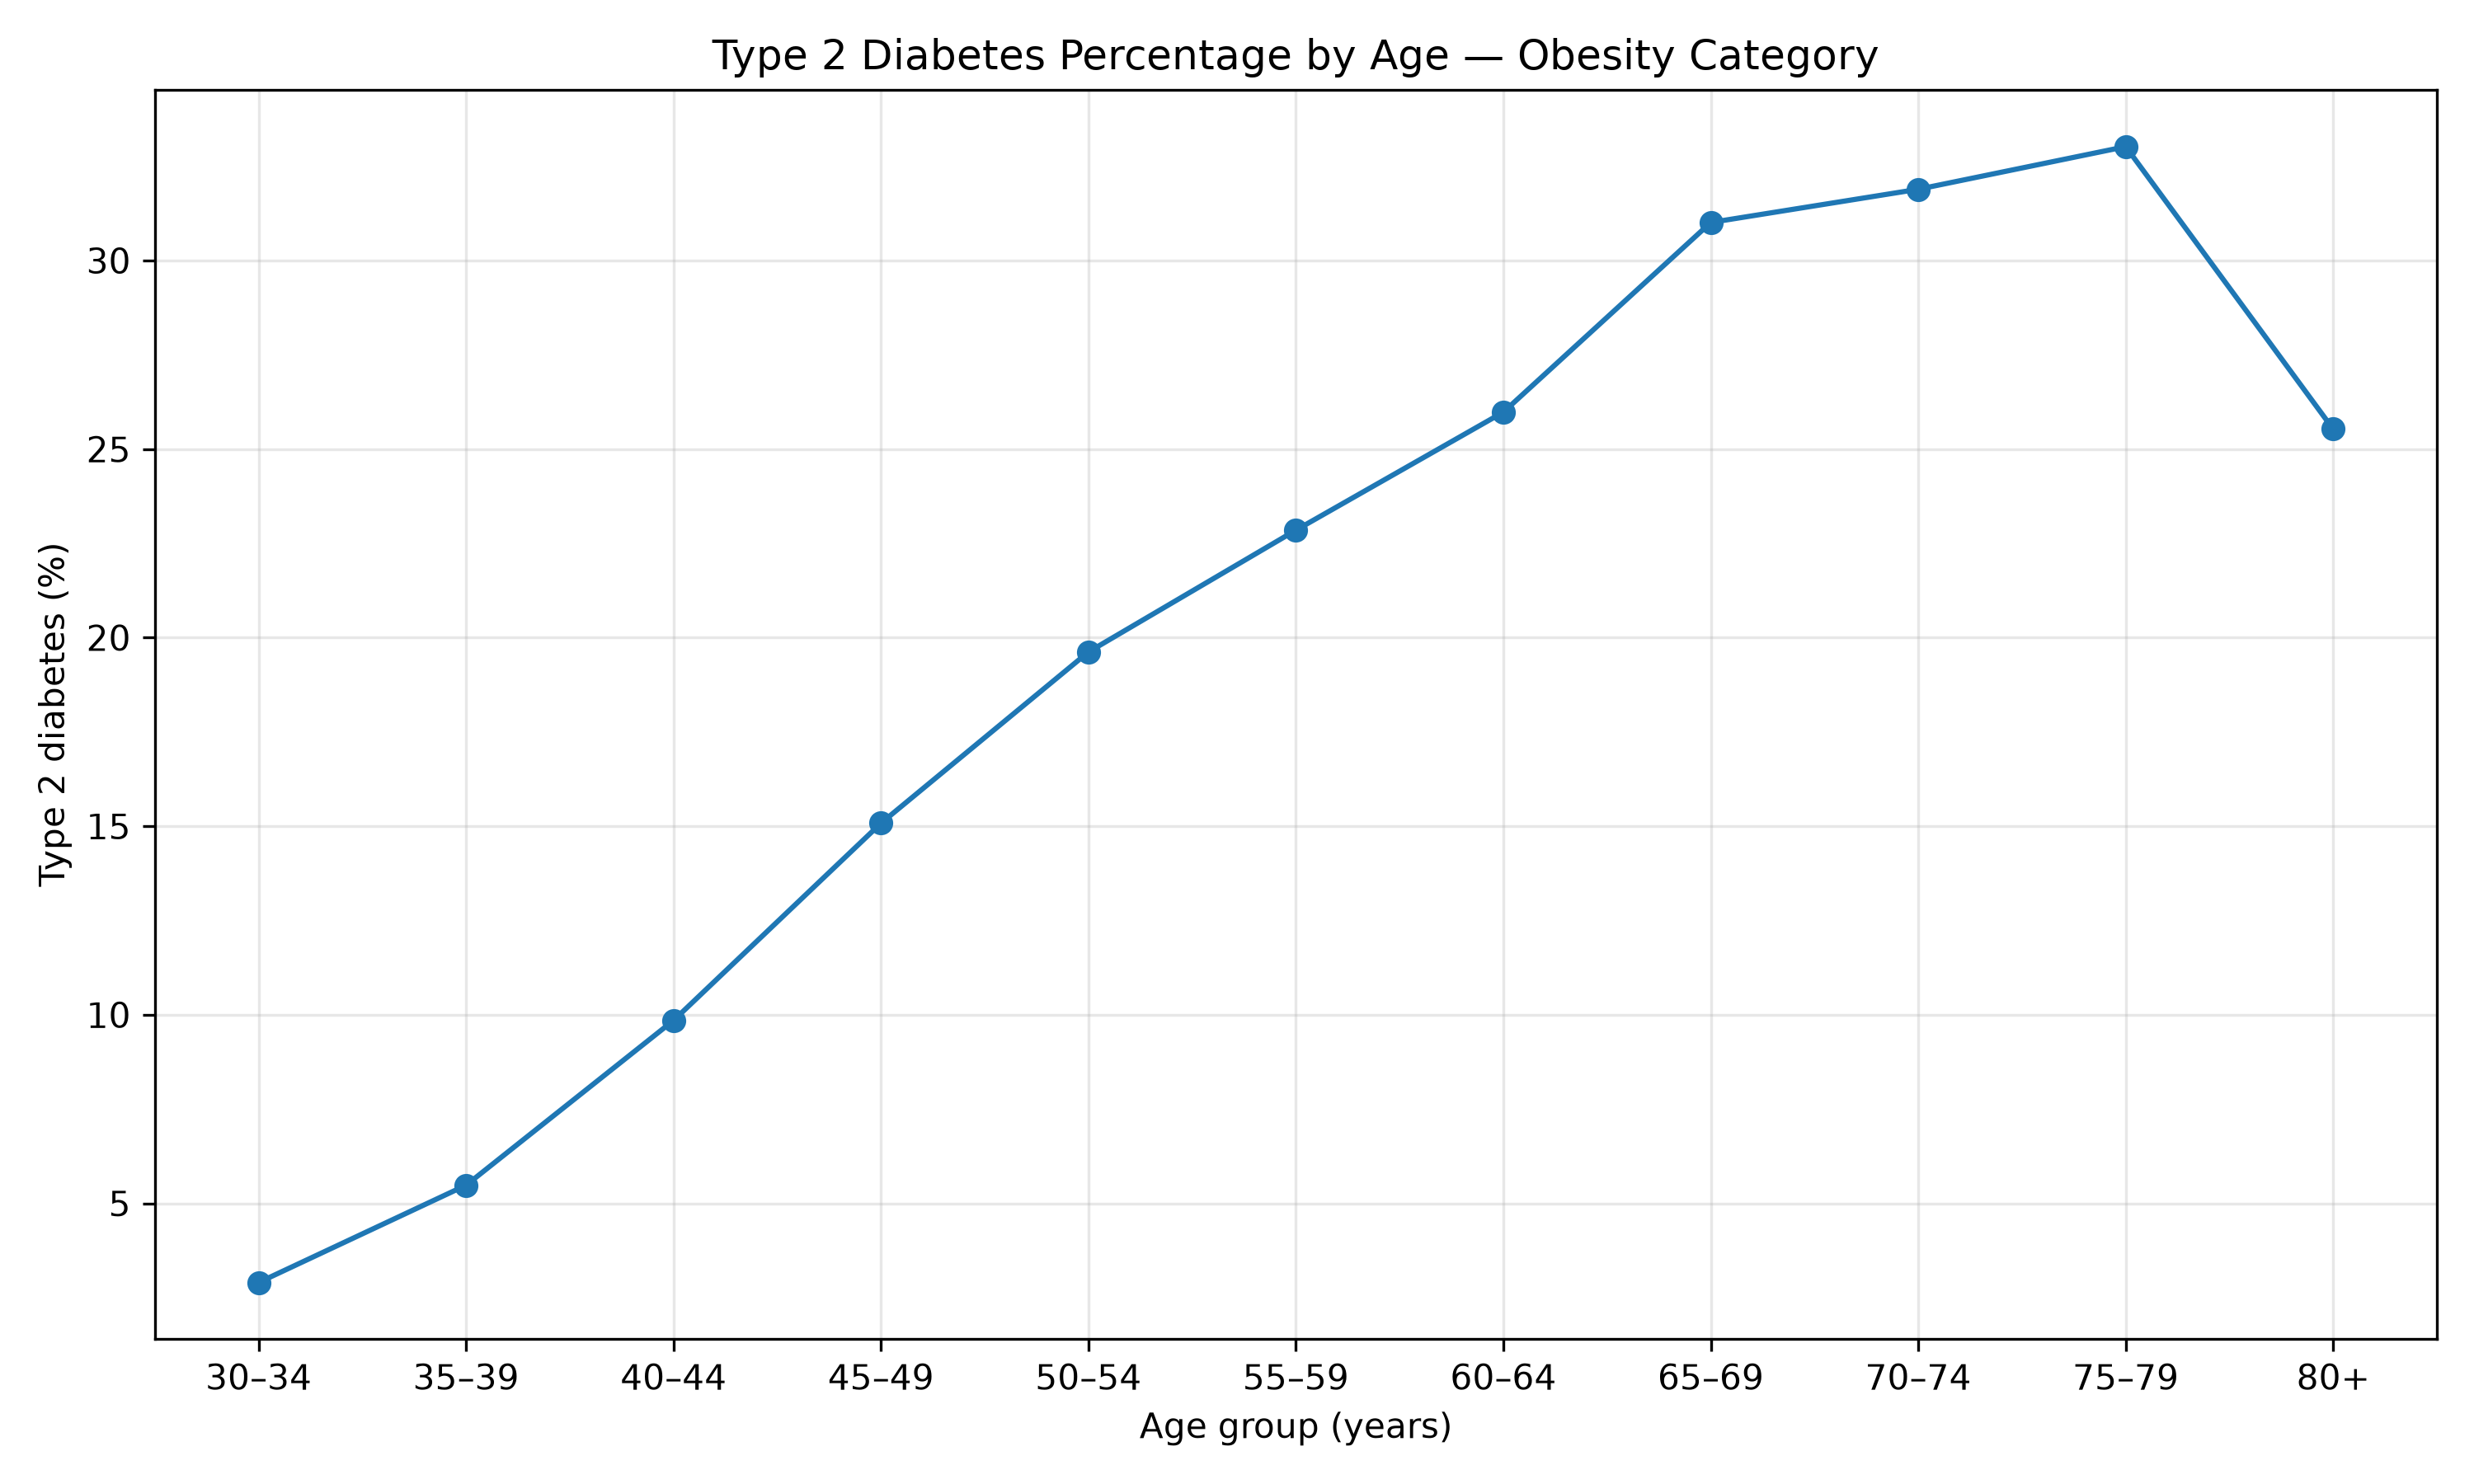 Type 2 Diabetes Percentage by Age — Obesity Category
Type 2 diabetes (%)
30
25
20
15
10
5
30–34 35–39 40–44 45–49 50–54 55–59 60–64 65–69 70–74 75–79 80+
Age group (years)